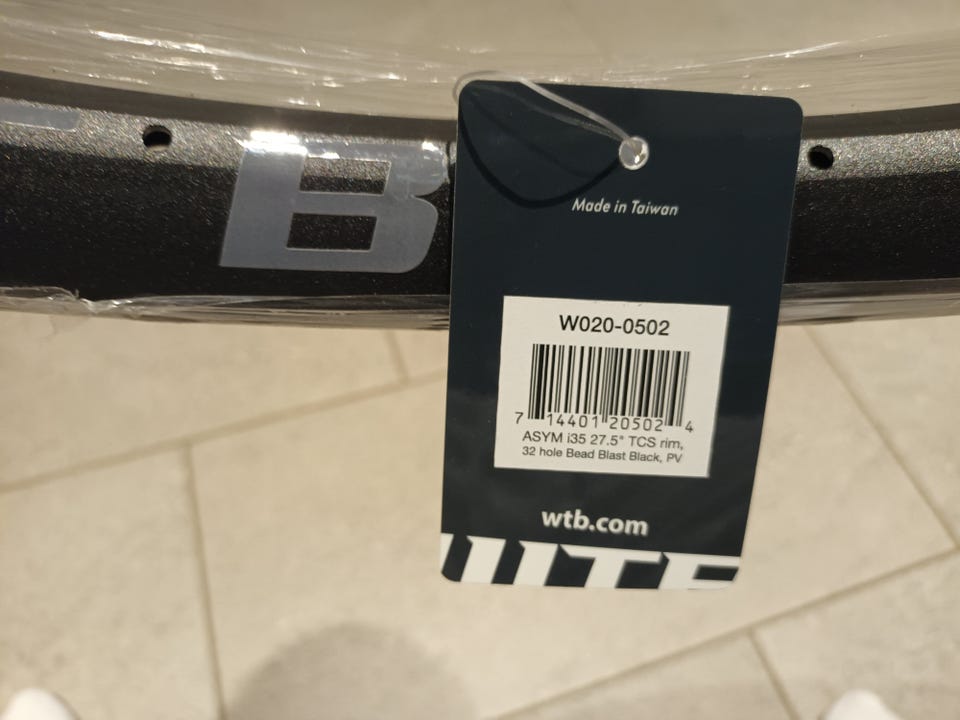 B
Made in Taiwan
W020-0502
7 14401 20502 4
ASYM i35 27.5" TCS rim,
32 hole Bead Blast Black, PV
wtb.com
WTB